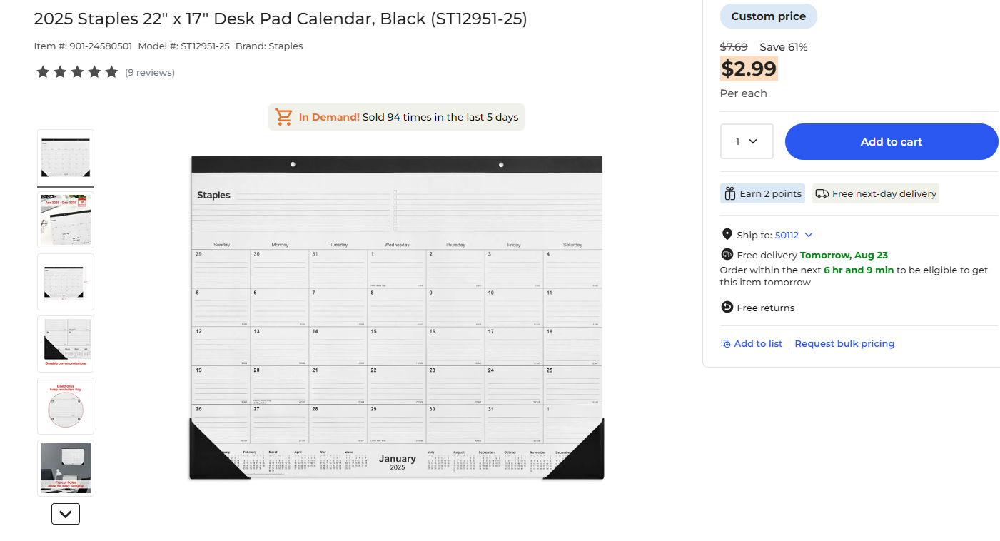 2025 Staples 22" x 17" Desk Pad Calendar, Black (ST12951-25)
Item #: 901-24580501 Model #: ST12951-25 Brand: Staples
(9 reviews)
In Demand! Sold 94 times in the last 5 days
Jan 2025 - Dec 2025
Durable corner protectors
Lined days
keep reminders tidy
Pre-cut holes
allow for easy hanging
Staples
Sunday Monday Tuesday Wednesday Thursday Friday Saturday
29 30 31 1 2 3 4
5 6 7 8 9 10 11
12 13 14 15 16 17 18
19 20 21 22 23 24 25
26 27 28 29 30 31 1
February March April May June January July August September October November December
2025
Custom price
$7.69 Save 61%
$2.99
Per each
1 Add to cart
Earn 2 points Free next-day delivery
Ship to: 50112
Free delivery Tomorrow, Aug 23
Order within the next 6 hr and 9 min to be eligible to get
this item tomorrow
Free returns
Add to list Request bulk pricing